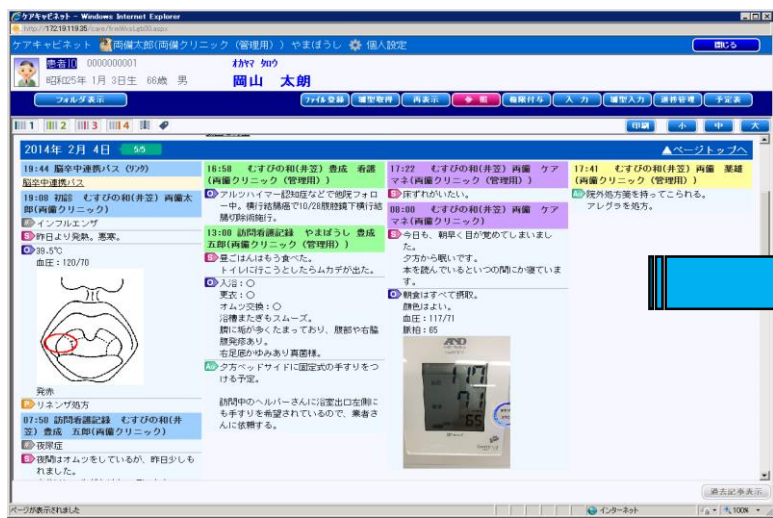 ケアキャビネット - Windows Internet Explorer
ケアキャビネット 両備太郎(両備クリニック（管理用）) やまぼうし 個人設定
閉じる
患者ID 0000000001
オカヤマ タロウ
昭和25年 1月 3日生 66歳 男
岡山 太朗
フォルダ表示
ファイル登録 雛型取得 再表示 参照 権限付与 入力 雛型入力 連携管理 予定表
1 2 3 4
印刷 小 中 大
2014年 2月 4日 5/5
▲ページトップへ
19:44 脳卒中連携パス (リンク)
脳卒中連携パス
19:00 初診 むすびの和(井笠) 両備太
郎(両備クリニック)
インフルエンザ
S 昨日より発熱。悪寒。
O 39.5℃
血圧：120/70
発赤
P リネンザ処方
07:50 訪問看護記録 むすびの和(井
笠) 豊成 五郎(両備クリニック)
夜尿症
S 夜間はオムツをしているが、昨日少しも
れました。
16:50 むすびの和(井笠) 豊成 看護
(両備クリニック（管理用）)
O アルツハイマー認知症などで他院フォロ
ー中。横行結腸癌で10/28腹腔鏡下横行結
腸切除術施行。
13:00 訪問看護記録 やまぼうし 豊成
五郎(両備クリニック（管理用）)
S 昼ごはんはもう食べた。
トイレに行こうとしたらムカデが出た。
O 入浴：〇
更衣：〇
オムツ交換：〇
浴槽またぎもスムーズ。
臍に垢が多くたまっており、腹部や右脇
腹発疹あり。
右足底かゆみあり真菌様。
夕方ベッドサイドに固定式の手すりをつ
ける予定。
訪問中のヘルパーさんに浴室出口左側に
も手すりを希望されているので、業者さ
んに依頼する。
17:22 むすびの和(井笠) 両備 ケア
マネ(両備クリニック（管理用）)
S 床ずれがいたい。
08:00 むすびの和(井笠) 両備 ケア
マネ(両備クリニック)
S 今日も、朝早く目が覚めてしまいまし
た。
夕方から眠いです。
本を読んでいるといつの間にか寝ていま
す。
O 朝食はすべて摂取。
顔色はよい。
血圧：117/71
脈拍：65
AND
117
71
65
17:41 むすびの和(井笠) 両備 薬雄
(両備クリニック（管理用）)
院外処方箋を持ってこられる。
アレグラを処方。
過去記事表示
ページが表示されました
インターネット
100%